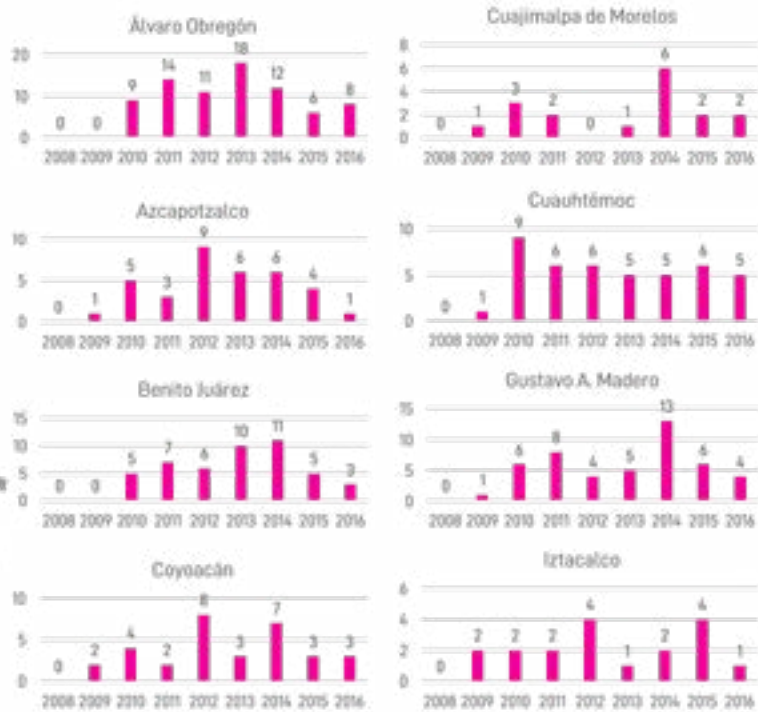 Álvaro Obregón
20
10
0
0 0 9 14 11 18 12 6 8
2008 2009 2010 2011 2012 2013 2014 2015 2016
Cuajimalpa de Morelos
8
6
4
2
0
0 1 3 2 0 1 6 2 2
2008 2009 2010 2011 2012 2013 2014 2015 2016
Azcapotzalco
10
5
0
0 1 5 3 9 6 6 4 1
2008 2009 2010 2011 2012 2013 2014 2015 2016
Cuauhtémoc
10
5
0
0 1 9 6 6 5 5 6 5
2008 2009 2010 2011 2012 2013 2014 2015 2016
Benito Juárez
15
10
5
0
0 0 5 7 6 10 11 5 3
2008 2009 2010 2011 2012 2013 2014 2015 2016
Gustavo A. Madero
15
10
5
0
0 1 6 8 4 5 13 6 4
2008 2009 2010 2011 2012 2013 2014 2015 2016
Coyoacán
10
5
0
0 2 4 2 8 3 7 3 3
2008 2009 2010 2011 2012 2013 2014 2015 2016
Iztacalco
6
4
2
0
0 2 2 2 4 1 2 4 1
2008 2009 2010 2011 2012 2013 2014 2015 2016